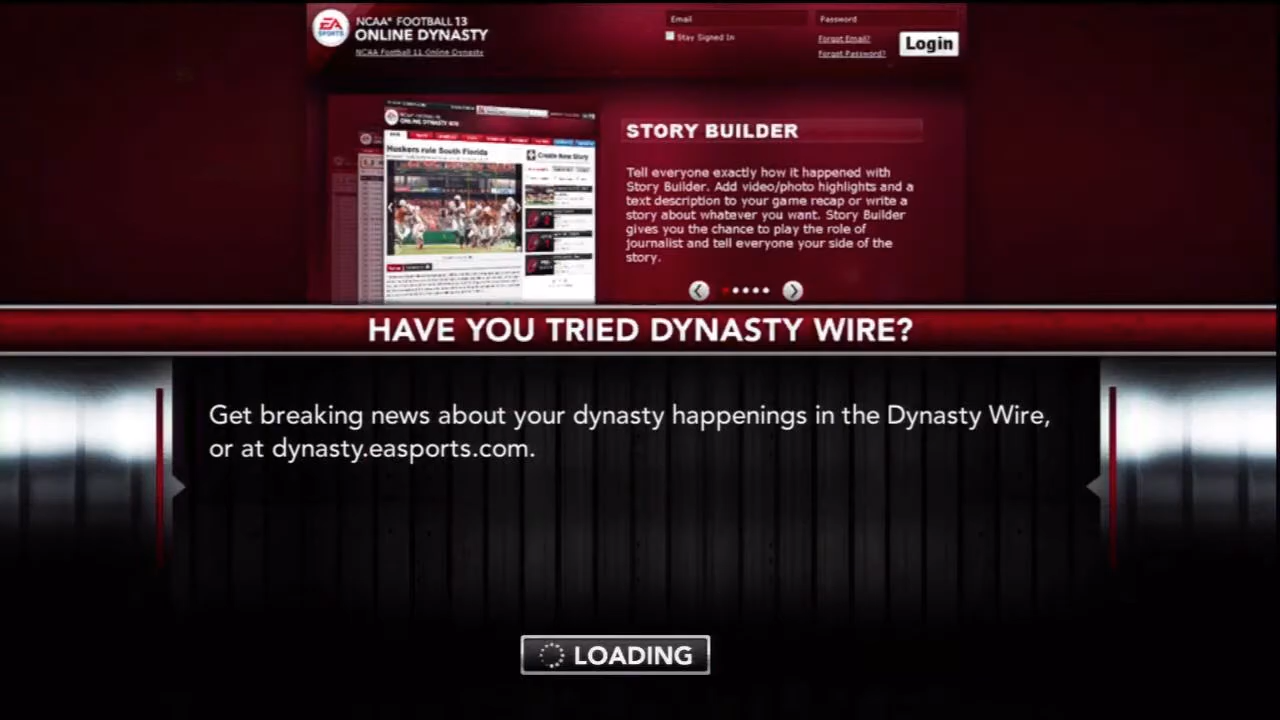 EA
SPORTS
NCAA® FOOTBALL 13
ONLINE DYNASTY
NCAA Football 11 Online Dynasty
Email
Password
Stay Signed In
Forgot Email?
Forgot Password?
Login
Huskers rule South Florida
Create New Story
STORY BUILDER
Tell everyone exactly how it happened with
Story Builder. Add video/photo highlights and a
text description to your game recap or write a
story about whatever you want. Story Builder
gives you the chance to play the role of
journalist and tell everyone your side of the
story.
HAVE YOU TRIED DYNASTY WIRE?
Get breaking news about your dynasty happenings in the Dynasty Wire,
or at dynasty.easports.com.
LOADING